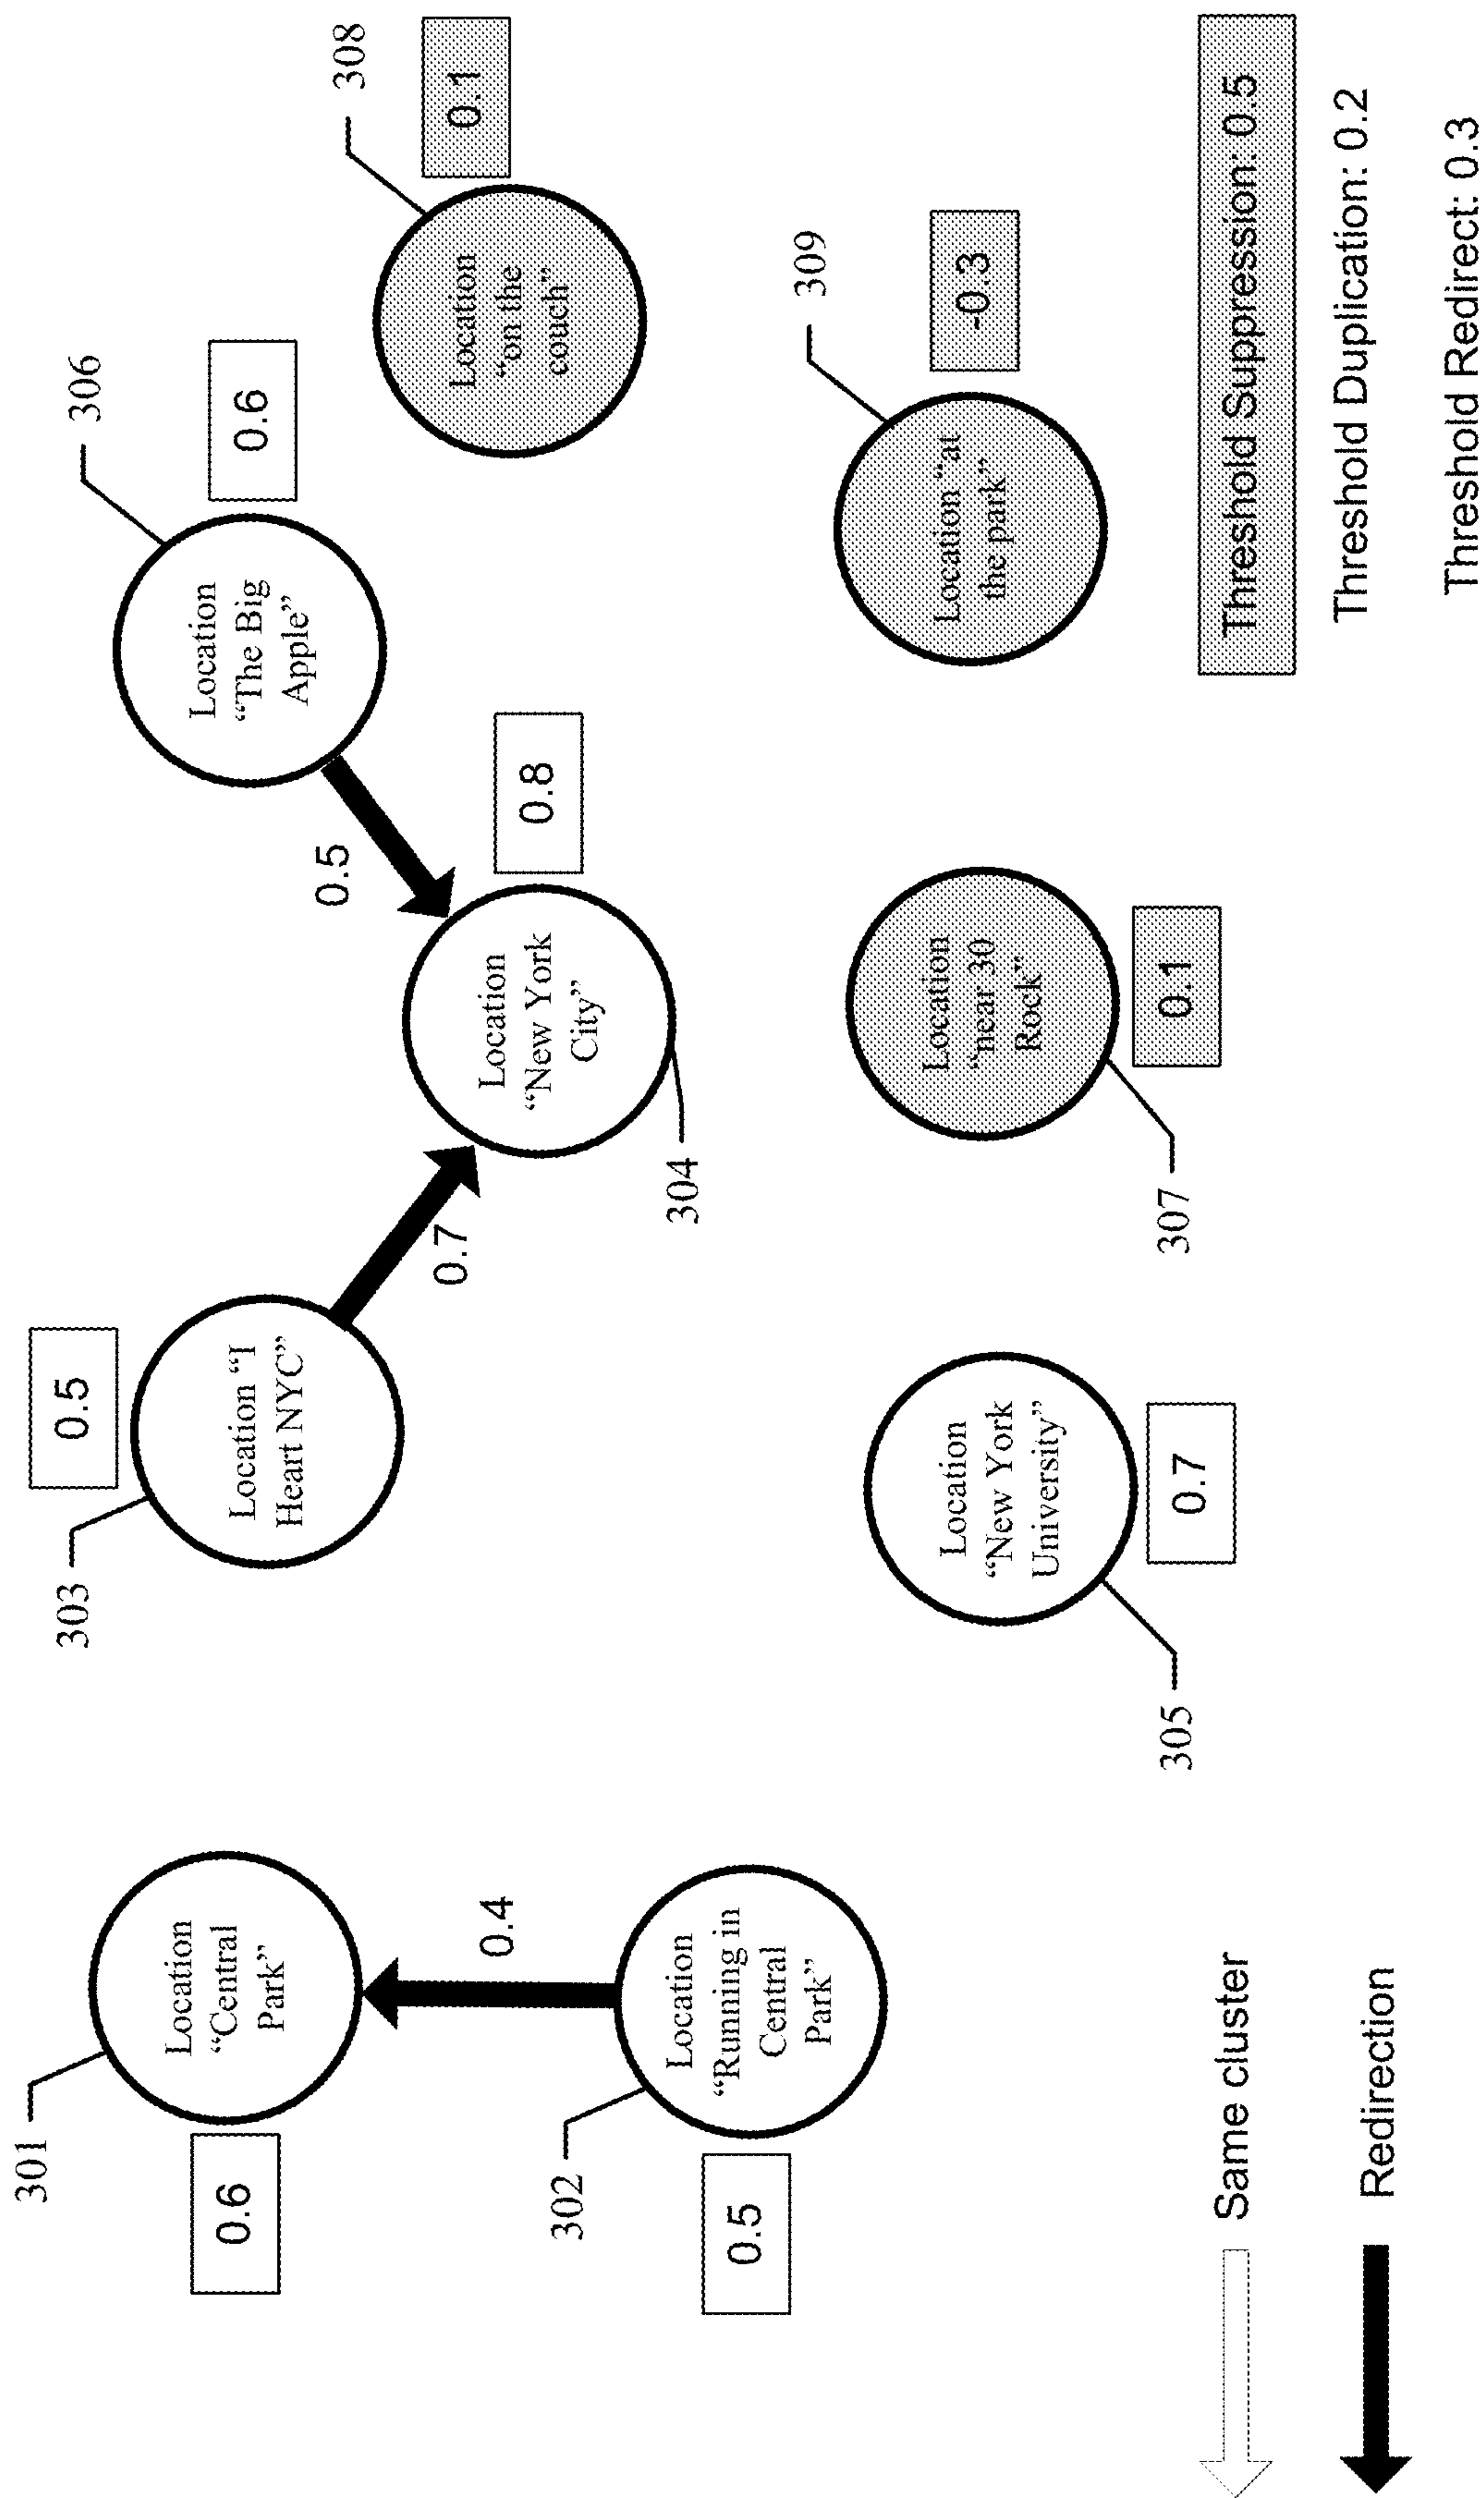 301
0.6
Location
“Central
Park”
0.4
302
0.5
Location
“Running in
Central
Park”
303
0.5
Location “I
Heart NYC”
0.7
304
Location
“New York
City”
0.8
0.5
306
0.6
Location
“The Big
Apple”
308
0.1
Location
“on the
couch”
305
Location
“New York
University”
0.7
307
Location
“near 30
Rock”
0.1
309
-0.3
Location “at
the park”
Same cluster
Redirection
Threshold Suppression: 0.5
Threshold Duplication: 0.2
Threshold Redirect: 0.3